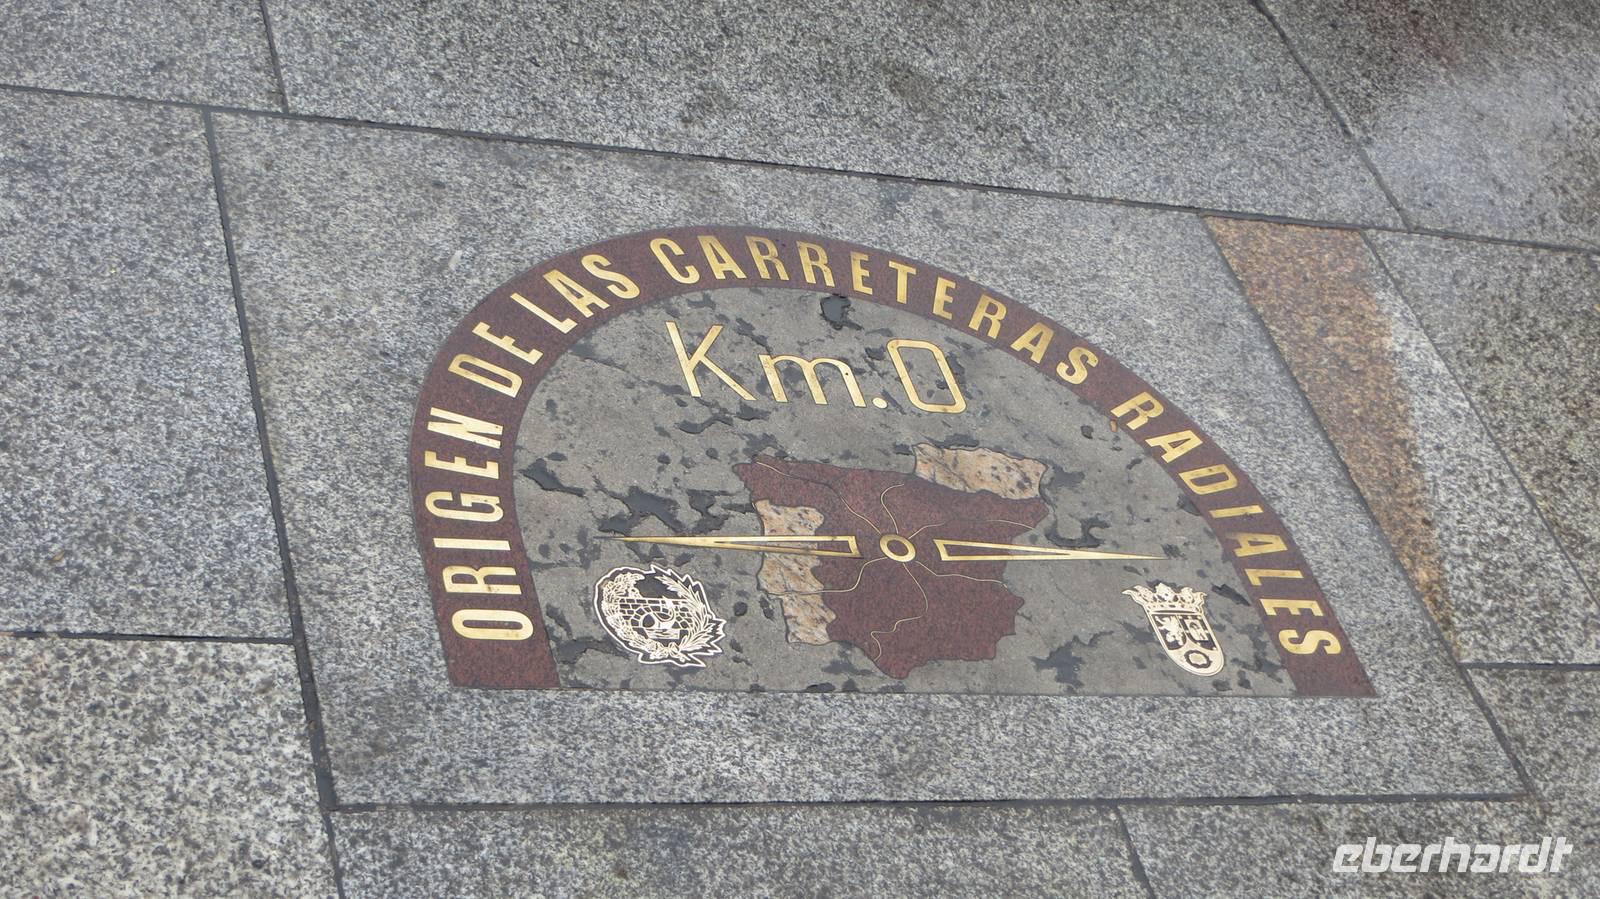 ORIGEN DE LAS CARRETERAS RADIALES
Km.0
eberhardt